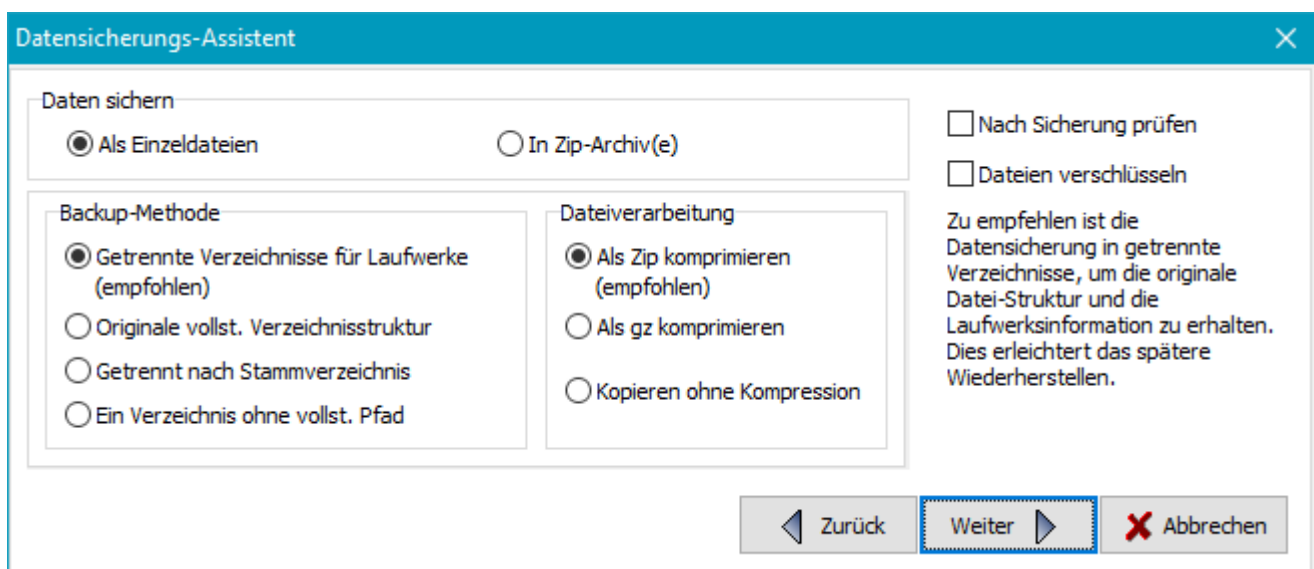 Datensicherungs-Assistent
Daten sichern
Als Einzeldateien
In Zip-Archiv(e)
Nach Sicherung prüfen
Dateien verschlüsseln
Backup-Methode
Getrennte Verzeichnisse für Laufwerke
(empfohlen)
Originale vollst. Verzeichnisstruktur
Getrennt nach Stammverzeichnis
Ein Verzeichnis ohne vollst. Pfad
Dateiverarbeitung
Als Zip komprimieren
(empfohlen)
Als gz komprimieren
Kopieren ohne Kompression
Zu empfehlen ist die
Datensicherung in getrennte
Verzeichnisse, um die originale
Datei-Struktur und die
Laufwerksinformation zu erhalten.
Dies erleichtert das spätere
Wiederherstellen.
Zurück
Weiter
Abbrechen